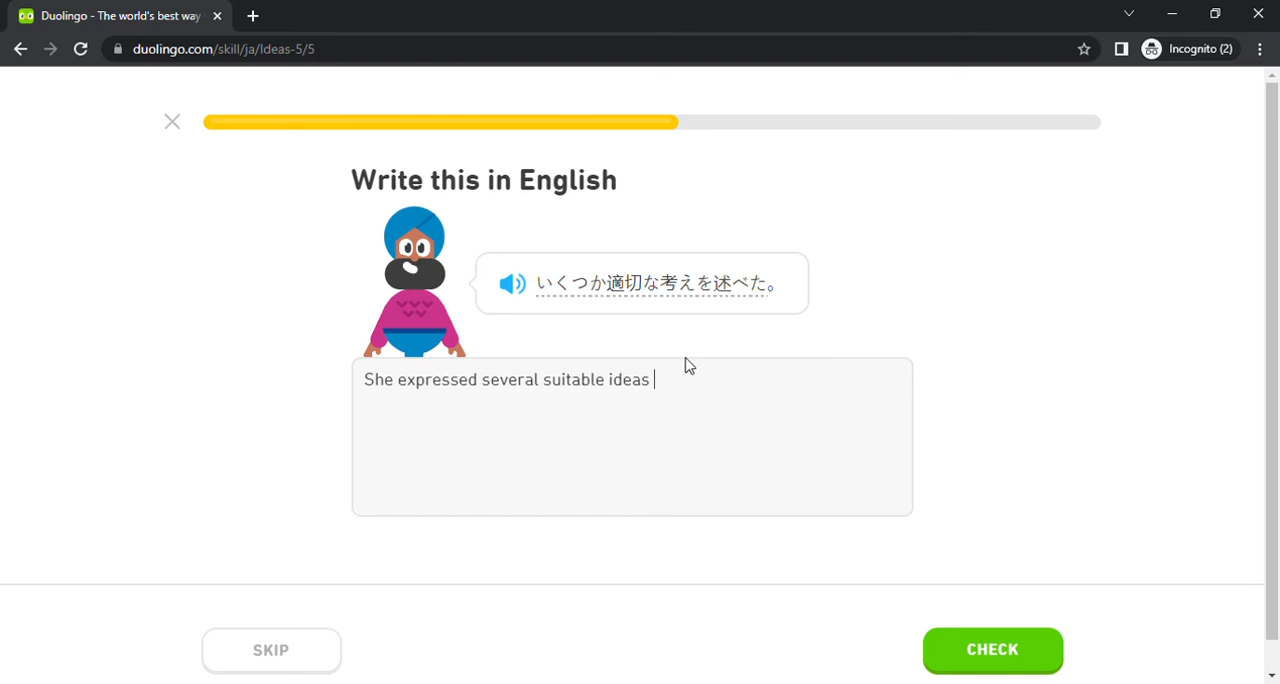 Duolingo - The world's best way
duolingo.com/skill/ja/Ideas-5/5
Incognito (2)
Write this in English
いくつか適切な考えを述べた。
She expressed several suitable ideas
SKIP
CHECK